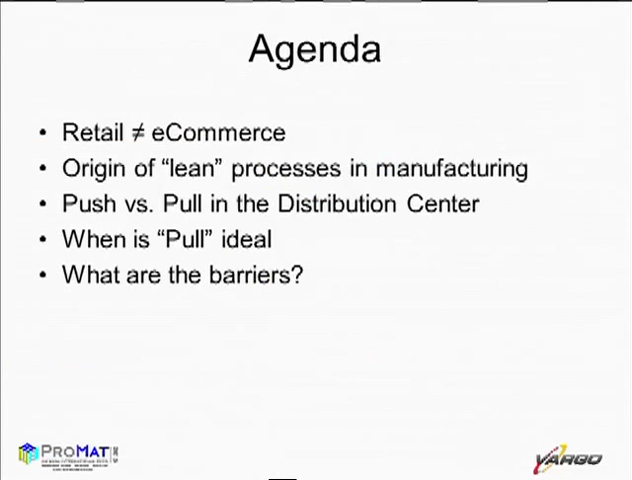 Agenda
• Retail ≠ eCommerce
• Origin of “lean” processes in manufacturing
• Push vs. Pull in the Distribution Center
• When is “Pull” ideal
• What are the barriers?
PROMAT
VARGO